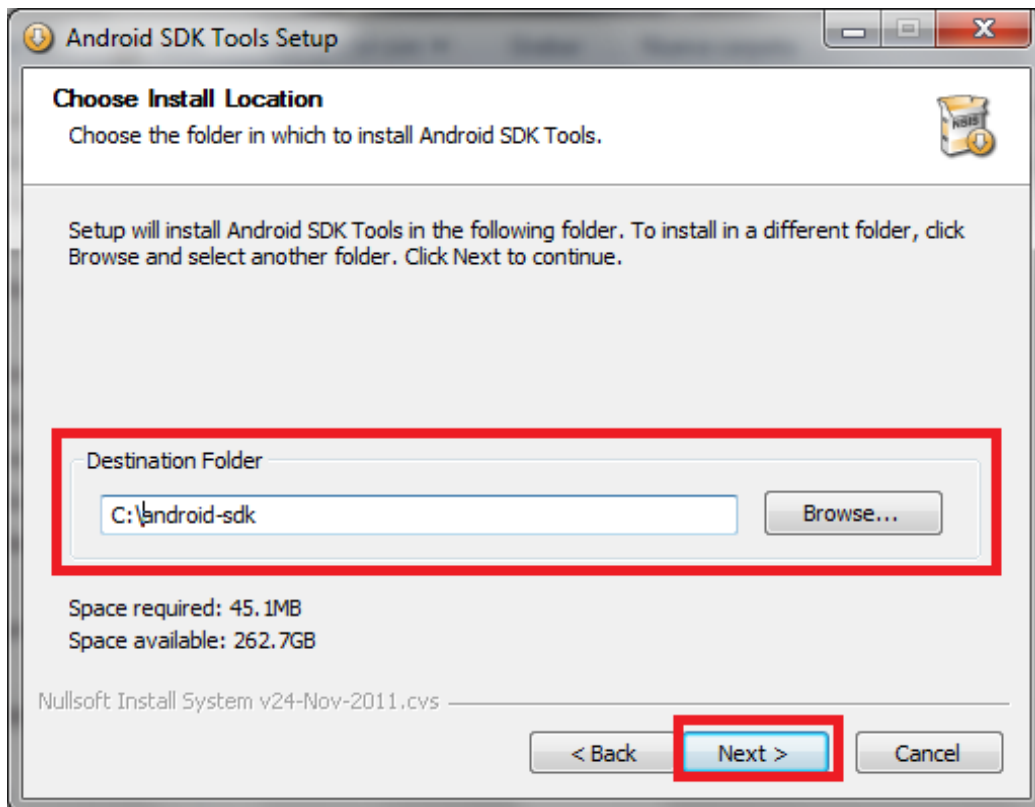 Android SDK Tools Setup
Choose Install Location
Choose the folder in which to install Android SDK Tools.
NSIS
Setup will install Android SDK Tools in the following folder. To install in a different folder, click
Browse and select another folder. Click Next to continue.
Destination Folder
C:\android-sdk
Browse...
Space required: 45.1MB
Space available: 262.7GB
Nullsoft Install System v24-Nov-2011.cvs
< Back
Next >
Cancel